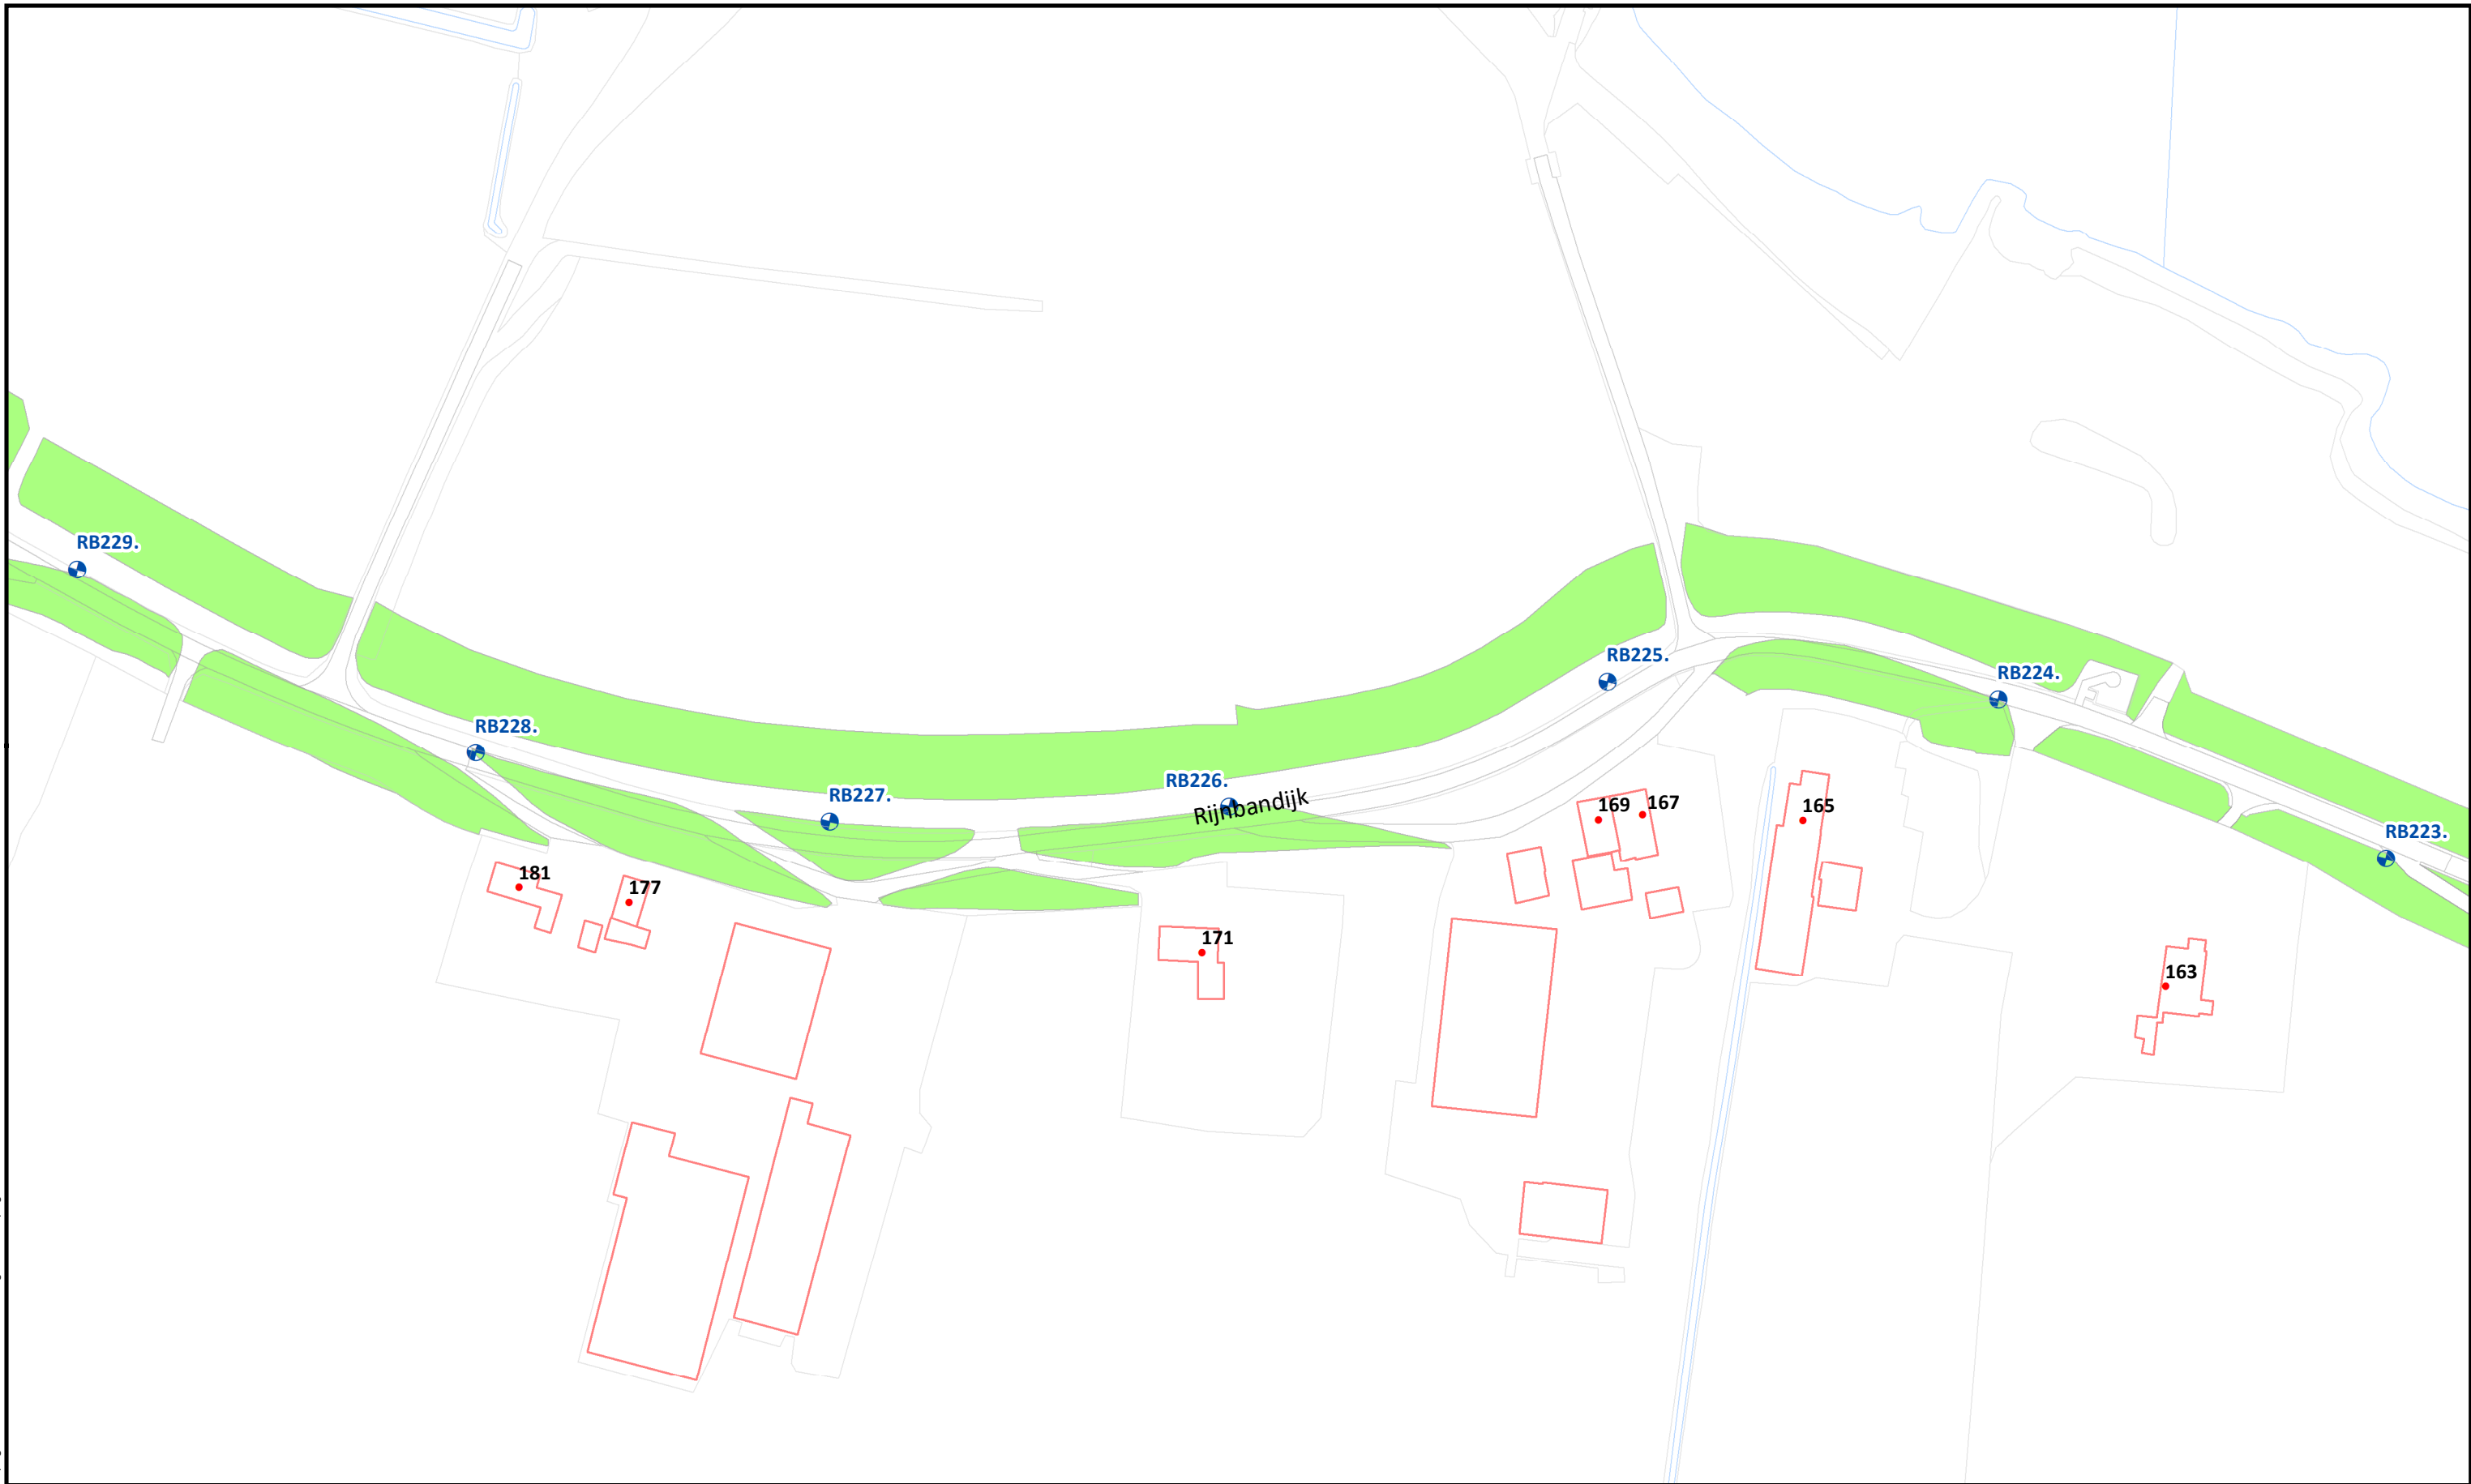 RB229.
RB225.
RB224.
RB228.
RB226.
RB227.
Rijnbandijk
169
167
165
RB223.
181
177
171
163